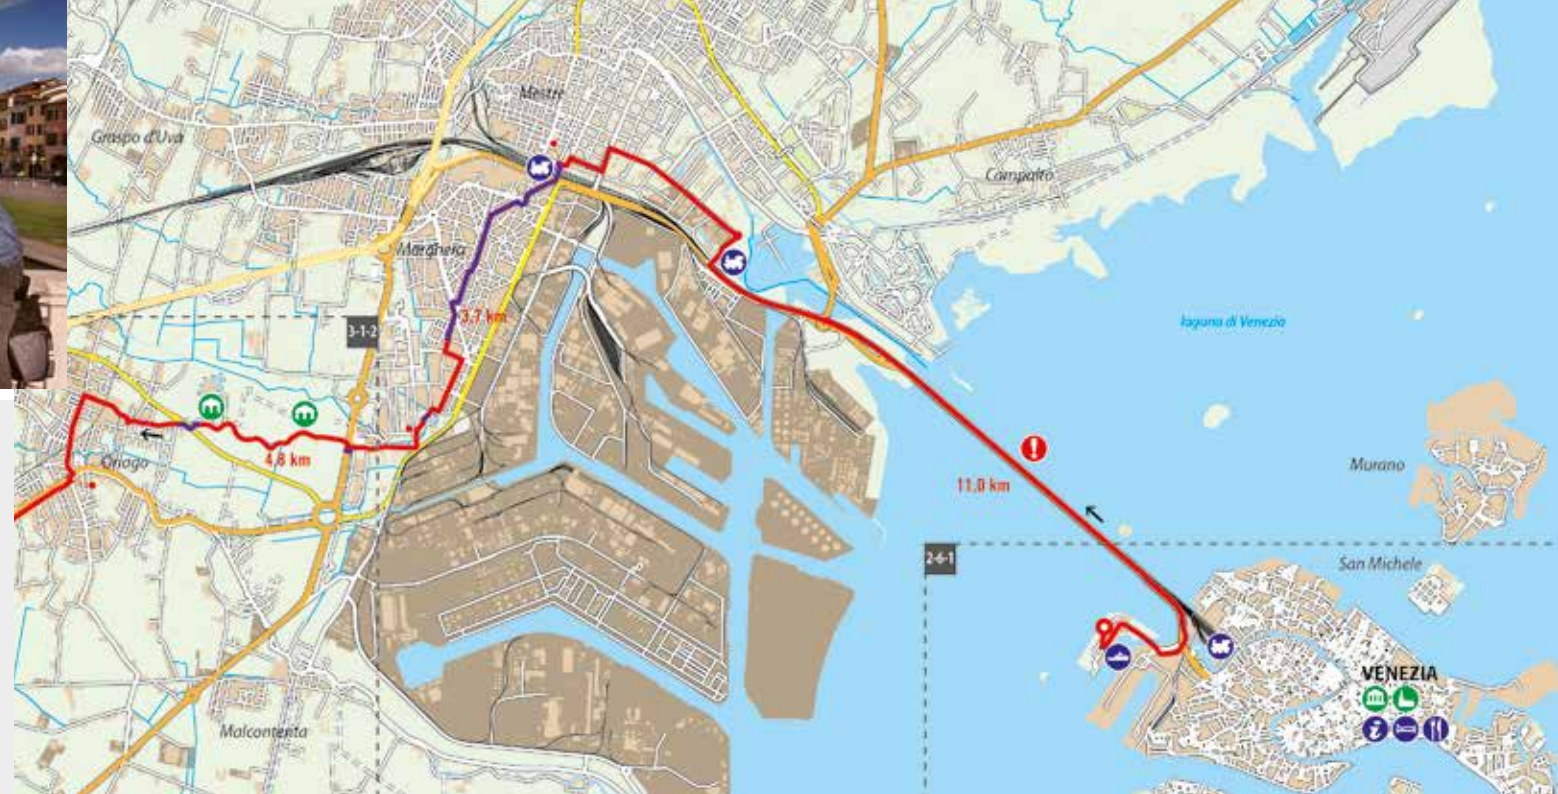 Mestre
Graspo d'Uva
Campalto
Marghera
laguna di Venezia
3,7 km
3-1-2
4,8 km
Oriago
11,0 km
Murano
2-6-1
San Michele
VENEZIA
Malcontenta